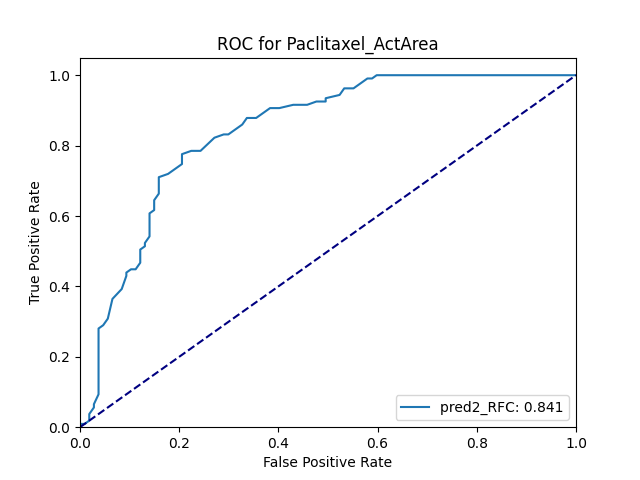 ROC for Paclitaxel_ActArea
True Positive Rate
1.0
0.8
0.6
0.4
0.2
0.0
0.0 0.2 0.4 0.6 0.8 1.0
False Positive Rate
pred2_RFC: 0.841